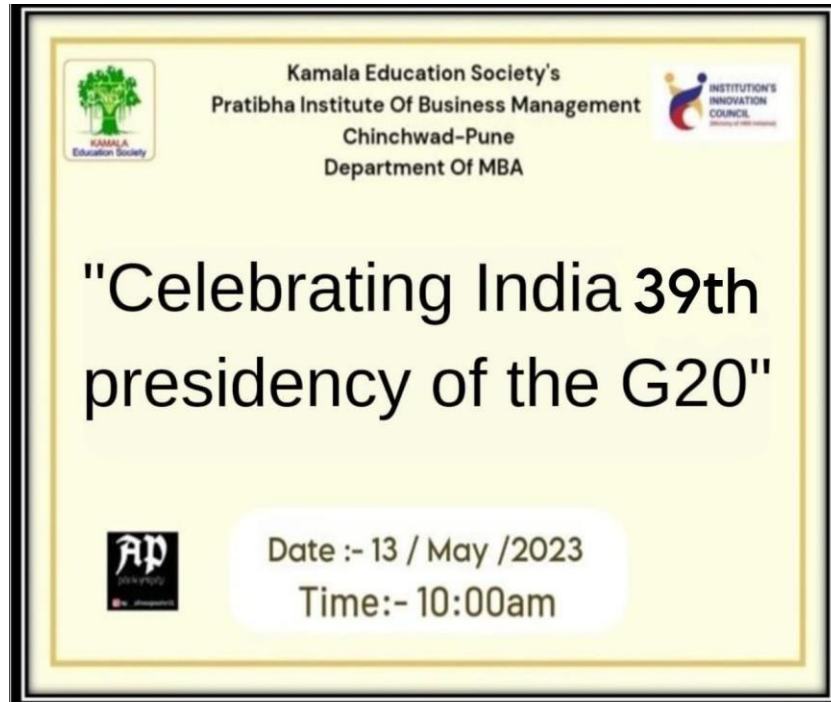 Kamala Education Society's
Pratibha Institute Of Business Management
Chinchwad-Pune
Department Of MBA
KAMALA
Education Society
INSTITUTION'S
INNOVATION
COUNCIL
"Celebrating India 39th
presidency of the G20"
AP
Date :- 13 / May /2023
Time:- 10:00am